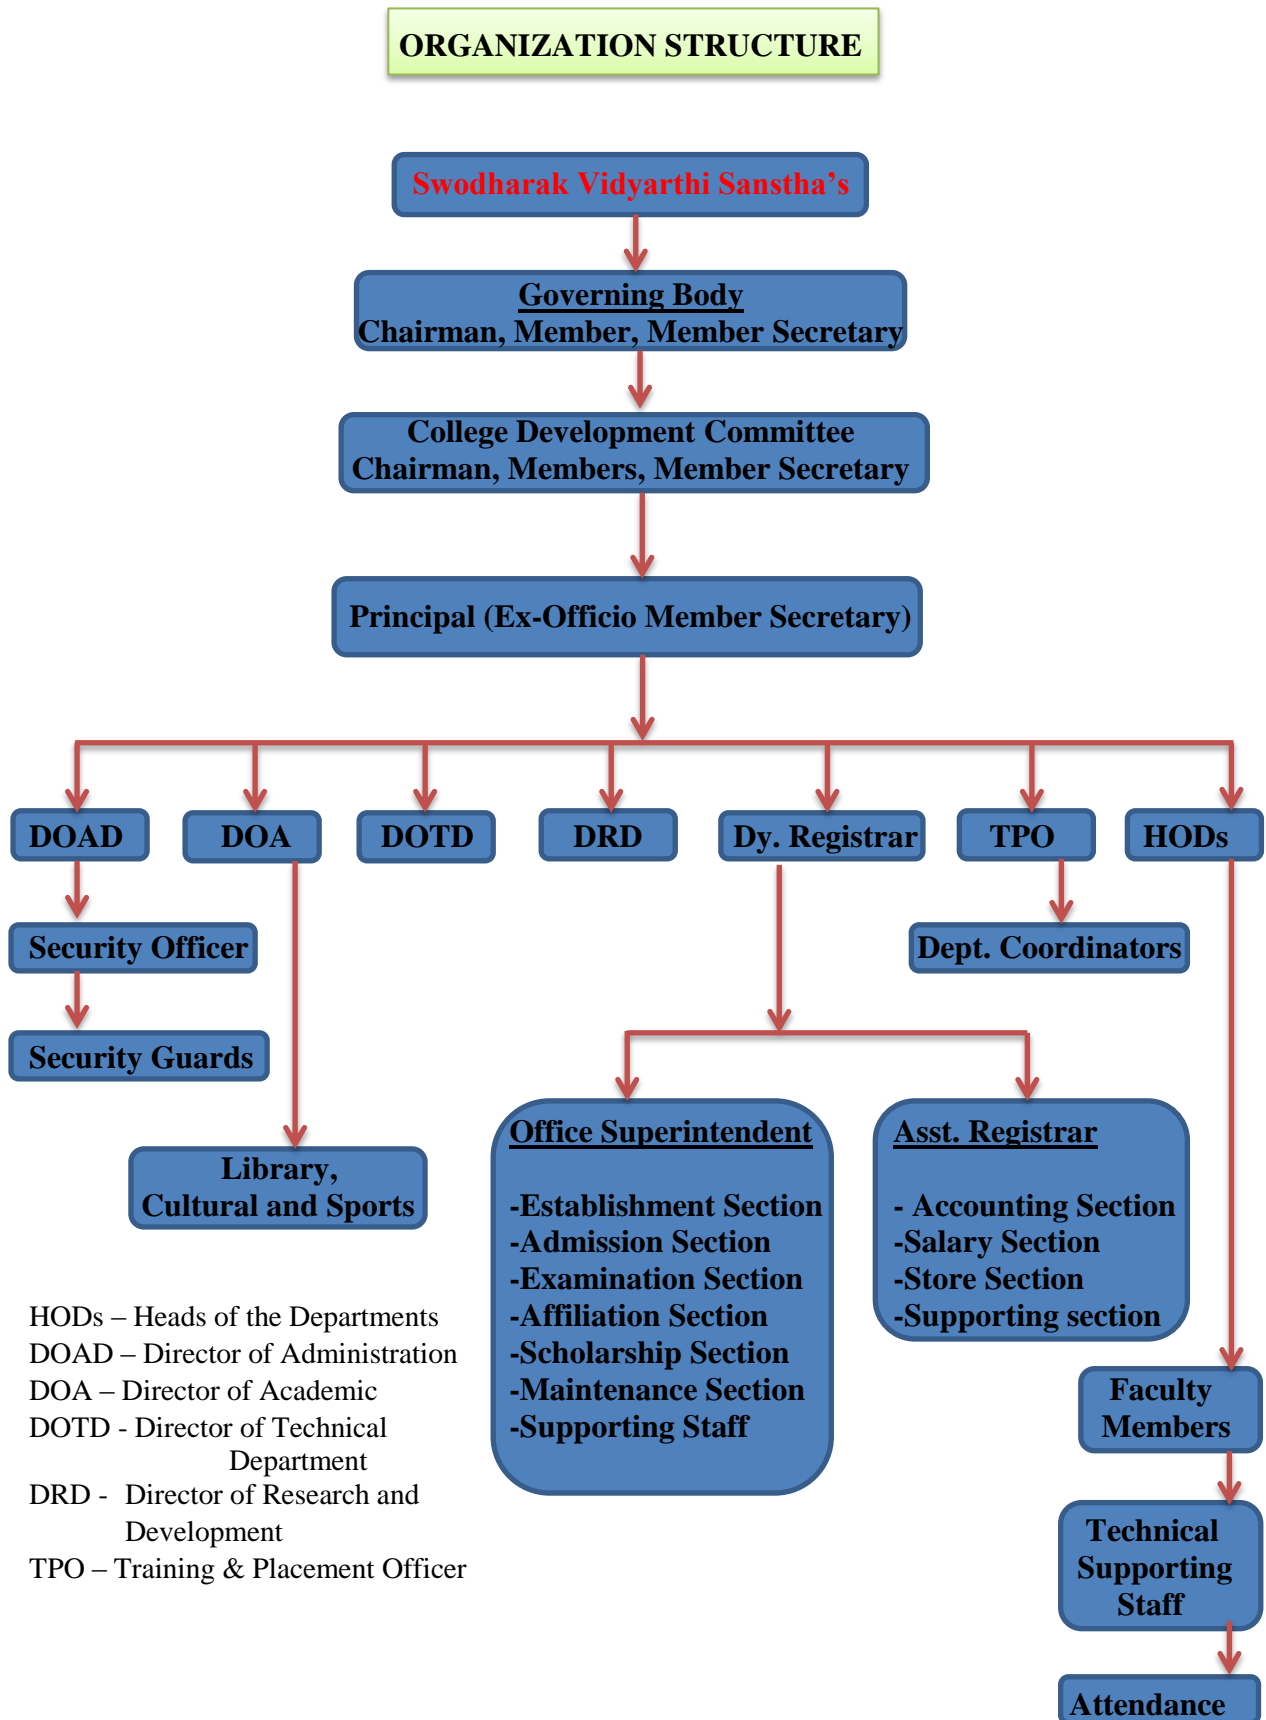 ORGANIZATION STRUCTURE
Swodharak Vidyarthi Sanstha’s
Governing Body
Chairman, Member, Member Secretary
College Development Committee
Chairman, Members, Member Secretary
Principal (Ex-Officio Member Secretary)
DOAD
DOA
DOTD
DRD
Dy. Registrar
TPO
HODs
Security Officer
Dept. Coordinators
Security Guards
Library,
Cultural and Sports
Office Superintendent
-Establishment Section
-Admission Section
-Examination Section
-Affiliation Section
-Scholarship Section
-Maintenance Section
-Supporting Staff
Asst. Registrar
- Accounting Section
-Salary Section
-Store Section
-Supporting section
HODs – Heads of the Departments
DOAD – Director of Administration
DOA – Director of Academic
DOTD - Director of Technical
Department
DRD - Director of Research and
Development
TPO – Training & Placement Officer
Faculty
Members
Technical
Supporting
Staff
Attendance